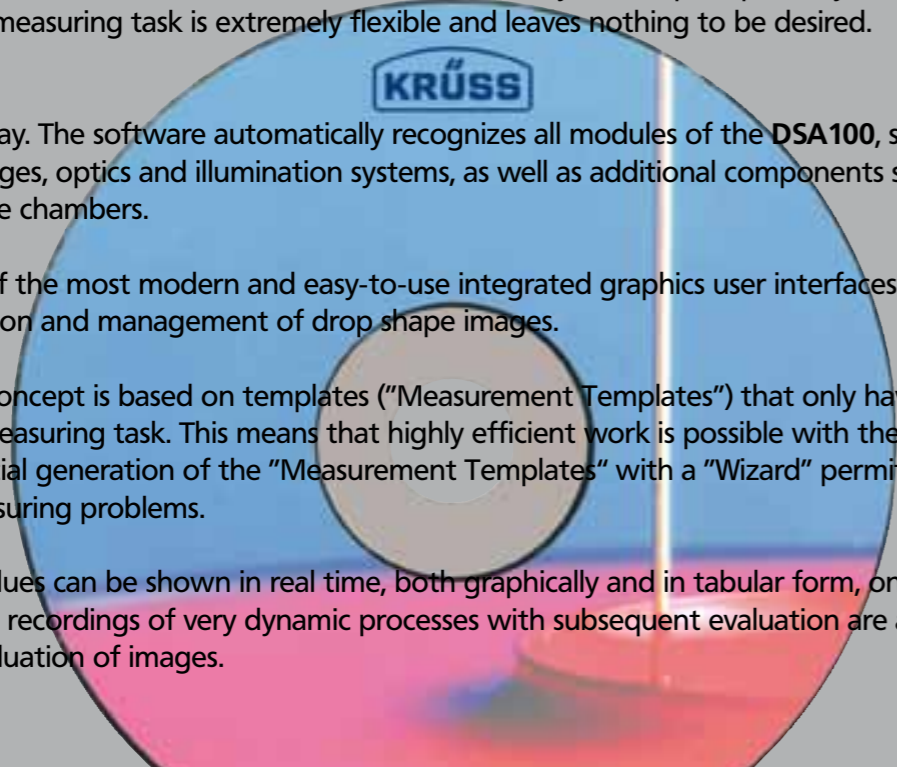 measuring task is extremely flexible and leaves nothing to be desired.
KRÜSS
ay. The software automatically recognizes all modules of the DSA100, s
ges, optics and illumination systems, as well as additional components s
e chambers.
f the most modern and easy-to-use integrated graphics user interfaces
on and management of drop shape images.
oncept is based on templates ("Measurement Templates") that only hav
easuring task. This means that highly efficient work is possible with the
ial generation of the "Measurement Templates" with a "Wizard" permit
suring problems.
lues can be shown in real time, both graphically and in tabular form, on
recordings of very dynamic processes with subsequent evaluation are a
luation of images.